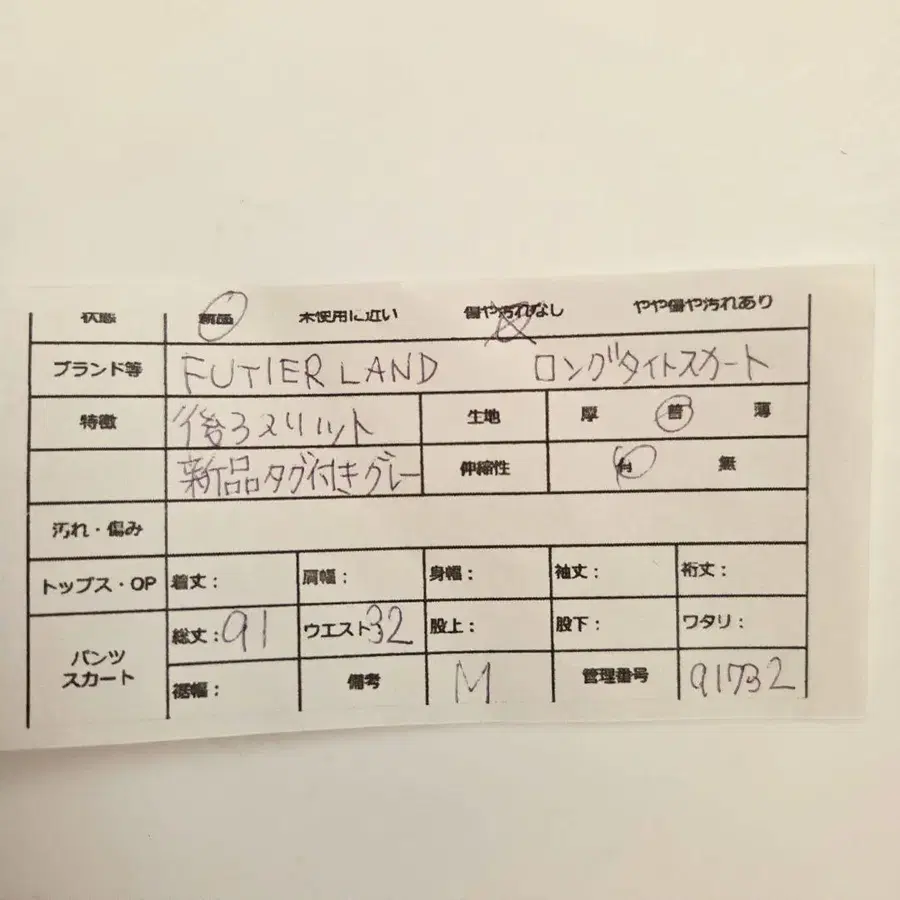 状態 新品 未使用に近い 傷や汚れなし やや傷や汚れあり
ブランド等 FUTIER LAND ロングタイトスカート
特徴 後ろスリット 生地 厚 普 薄
新品タグ付きグレー 伸縮性 有 無
汚れ・傷み
トップス・OP 着丈: 肩幅: 身幅: 袖丈: 裄丈:
パンツ スカート 総丈:91 ウエスト:32 股上: 股下: ワタリ:
裾幅: 備考 M 管理番号 91732